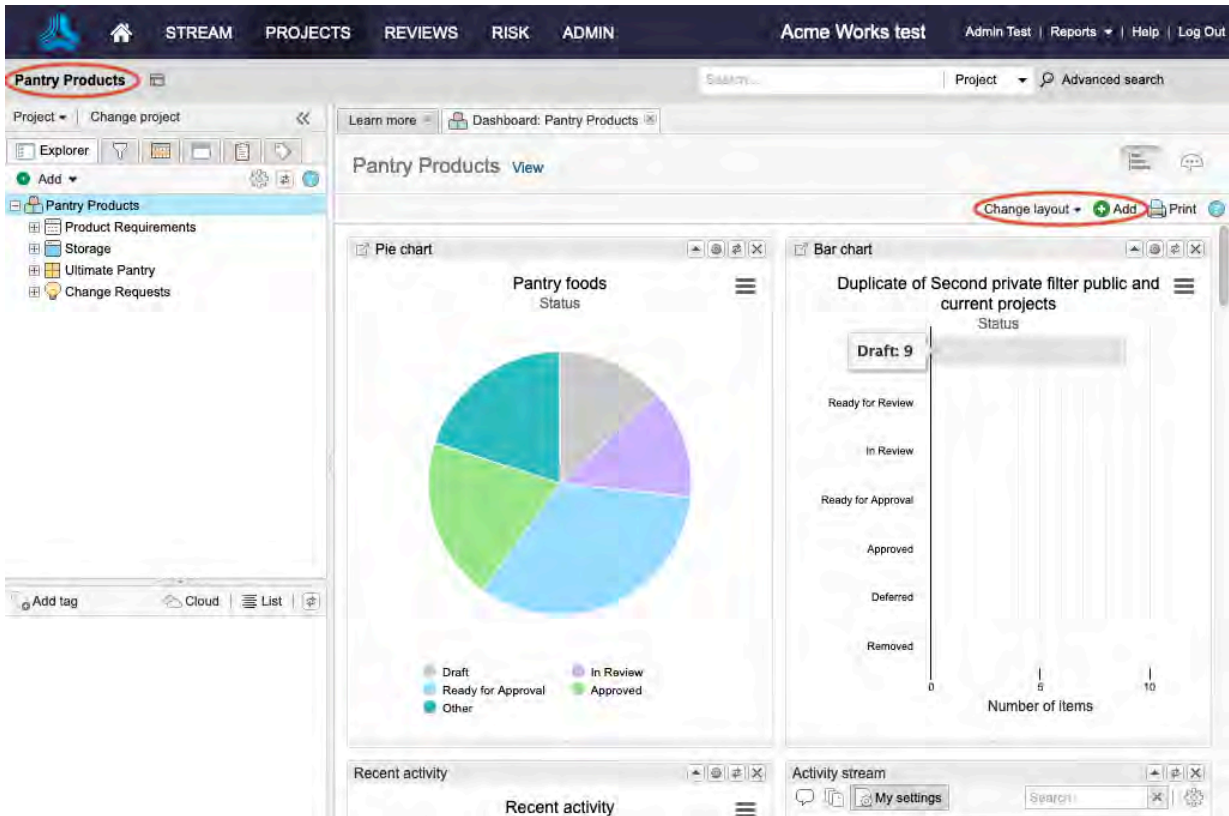 STREAM PROJECTS REVIEWS RISK ADMIN Acme Works test Admin Test | Reports | Help | Log Out
Pantry Products Search... Project Advanced search
Project | Change project
Learn more Dashboard: Pantry Products
Explorer
Pantry Products View
Add
Change layout Add Print
Pantry Products
Product Requirements
Storage
Ultimate Pantry
Change Requests
Pie chart
Pantry foods
Status
Draft In Review
Ready for Approval Approved
Other
Bar chart
Duplicate of Second private filter public and
current projects
Status
Draft: 9
Ready for Review
In Review
Ready for Approval
Approved
Deferred
Removed
0 5 10
Number of items
Add tag Cloud | List |
Recent activity
Recent activity
Activity stream
My settings Search